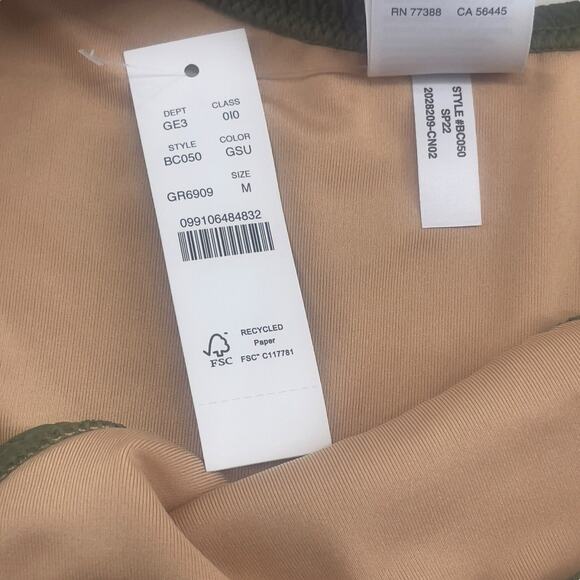 RN 77388 CA 56445
STYLE #BC050
SP22
2028209-CN02
DEPT CLASS
GE3 0I0
STYLE COLOR
BC050 GSU
SIZE
GR6909 M
099106484832
RECYCLED
Paper
FSC™ C117781
FSC